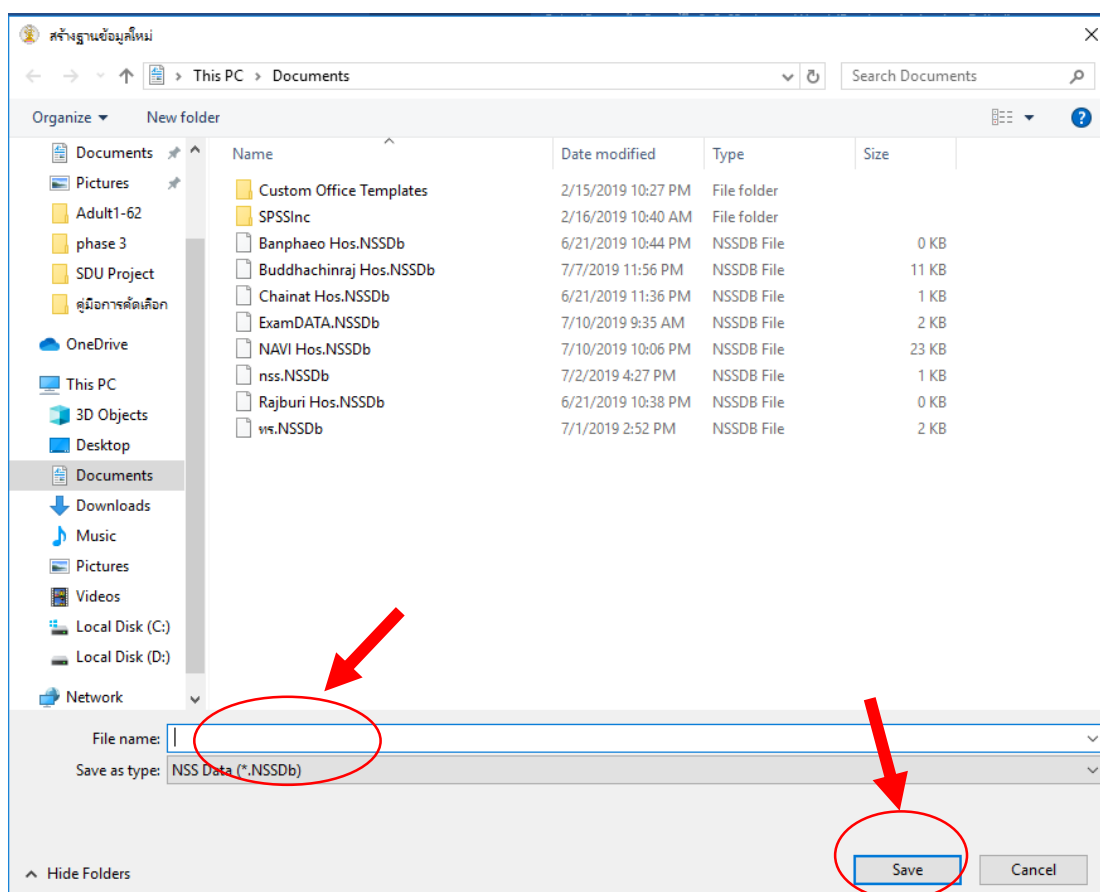 สร้างฐานข้อมูลใหม่
This PC > Documents
Search Documents
Organize
New folder
Documents
Pictures
Adult1-62
phase 3
SDU Project
คู่มือการคัดเลือก
OneDrive
This PC
3D Objects
Desktop
Documents
Downloads
Music
Pictures
Videos
Local Disk (C:)
Local Disk (D:)
Network
Name Date modified Type Size
Custom Office Templates 2/15/2019 10:27 PM File folder
SPSSInc 2/16/2019 10:40 AM File folder
Banphaeo Hos.NSSDb 6/21/2019 10:44 PM NSSDB File 0 KB
Buddhachinraj Hos.NSSDb 7/7/2019 11:56 PM NSSDB File 11 KB
Chainat Hos.NSSDb 6/21/2019 11:36 PM NSSDB File 1 KB
ExamDATA.NSSDb 7/10/2019 9:35 AM NSSDB File 2 KB
NAVI Hos.NSSDb 7/10/2019 10:06 PM NSSDB File 23 KB
nss.NSSDb 7/2/2019 4:27 PM NSSDB File 1 KB
Rajburi Hos.NSSDb 6/21/2019 10:38 PM NSSDB File 0 KB
ทร.NSSDb 7/1/2019 2:52 PM NSSDB File 2 KB
File name:
Save as type: NSS Data (*.NSSDb)
Hide Folders
Save
Cancel